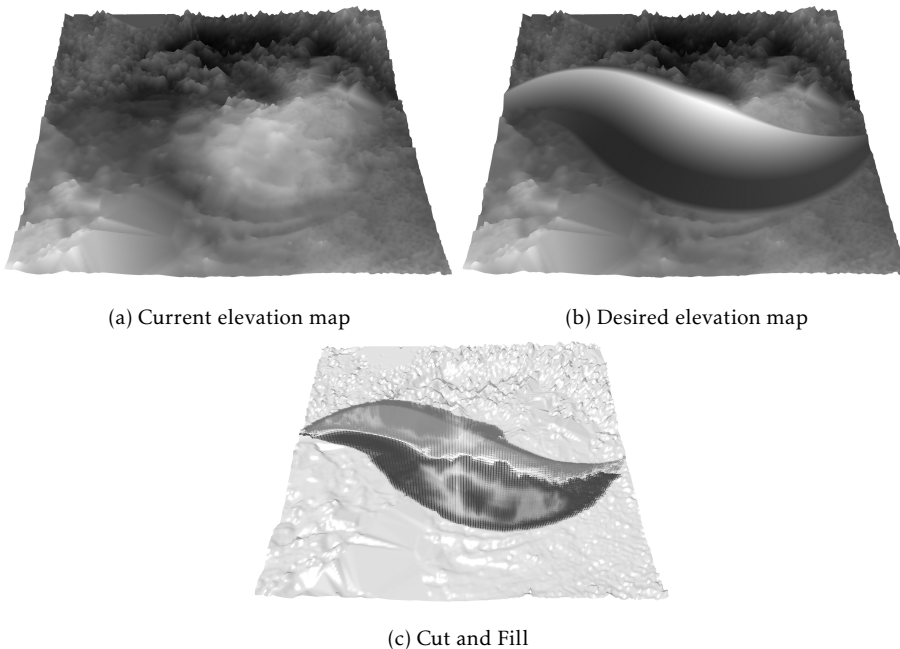 (a) Current elevation map
(b) Desired elevation map
(c) Cut and Fill